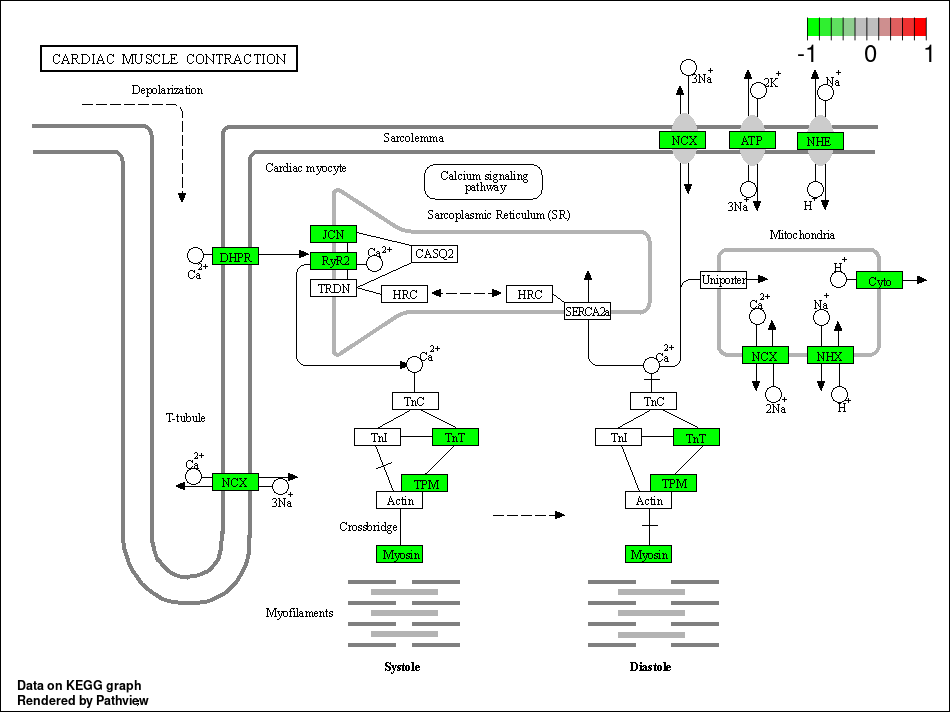 CARDIAC MUSCLE CONTRACTION
-1 0 1
Depolarization
3Na+
2K+
Na+
Sarcolemma
NCX
ATP
NHE
Cardiac myocyte
Calcium signaling
pathway
3Na+
H+
Sarcoplasmic Reticulum (SR)
JCN
Mitochondria
DHPR
Ca2+
RyR2
Ca2+
CASQ2
H+
TRDN
HRC
HRC
Uniporter
Cyto
SERCA2a
Ca2+
Na+
Ca2+
Ca2+
NCX
NHX
TnC
TnC
2Na+
H+
T-tubule
TnI
TnT
TnI
TnT
Ca2+
NCX
3Na+
TPM
Actin
TPM
Actin
Crossbridge
Myosin
Myosin
Myofilaments
Systole
Diastole
Data on KEGG graph
Rendered by Pathview